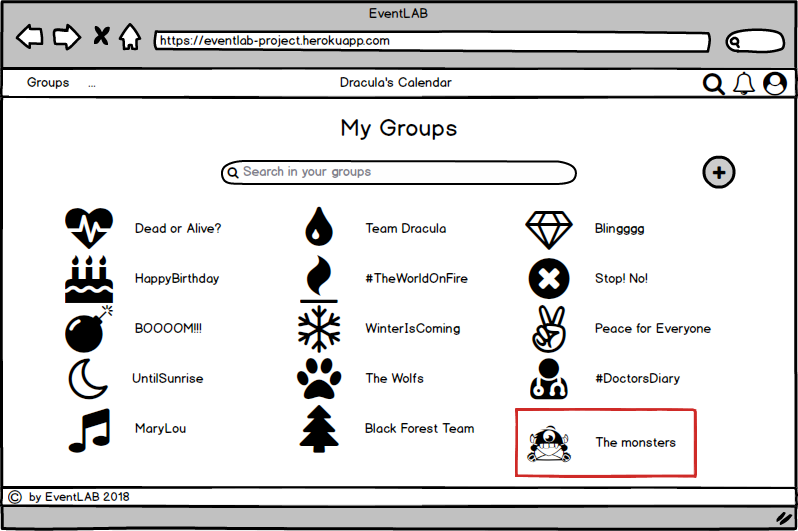 EventLAB
https://eventlab-project.herokuapp.com
Groups ... Dracula's Calendar
My Groups
Search in your groups
Dead or Alive? Team Dracula Blingggg
HappyBirthday #TheWorldOnFire Stop! No!
BOOOOM!!! WinterIsComing Peace for Everyone
UntilSunrise The Wolfs #DoctorsDiary
MaryLou Black Forest Team The monsters
© by EventLAB 2018